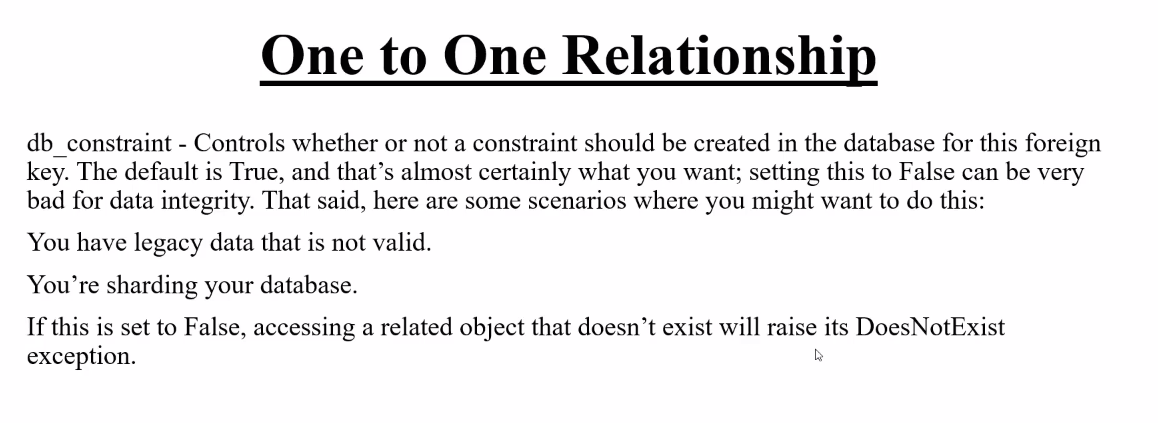 One to One Relationship
db_constraint - Controls whether or not a constraint should be created in the database for this foreign
key. The default is True, and that’s almost certainly what you want; setting this to False can be very
bad for data integrity. That said, here are some scenarios where you might want to do this:
You have legacy data that is not valid.
You’re sharding your database.
If this is set to False, accessing a related object that doesn’t exist will raise its DoesNotExist
exception.